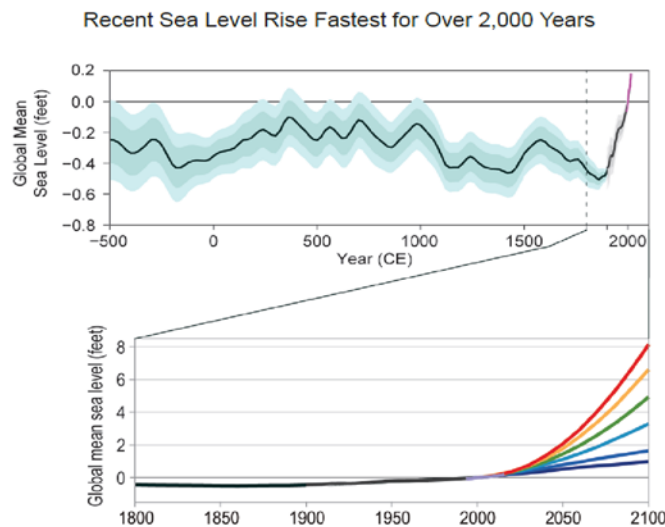 Recent Sea Level Rise Fastest for Over 2,000 Years
Global Mean
Sea Level (feet)
0.2
0.0
−0.2
−0.4
−0.6
−0.8
−500 0 500 1000 1500 2000
Year (CE)
Global mean sea level (feet)
8
6
4
2
0
1800 1850 1900 1950 2000 2050 2100